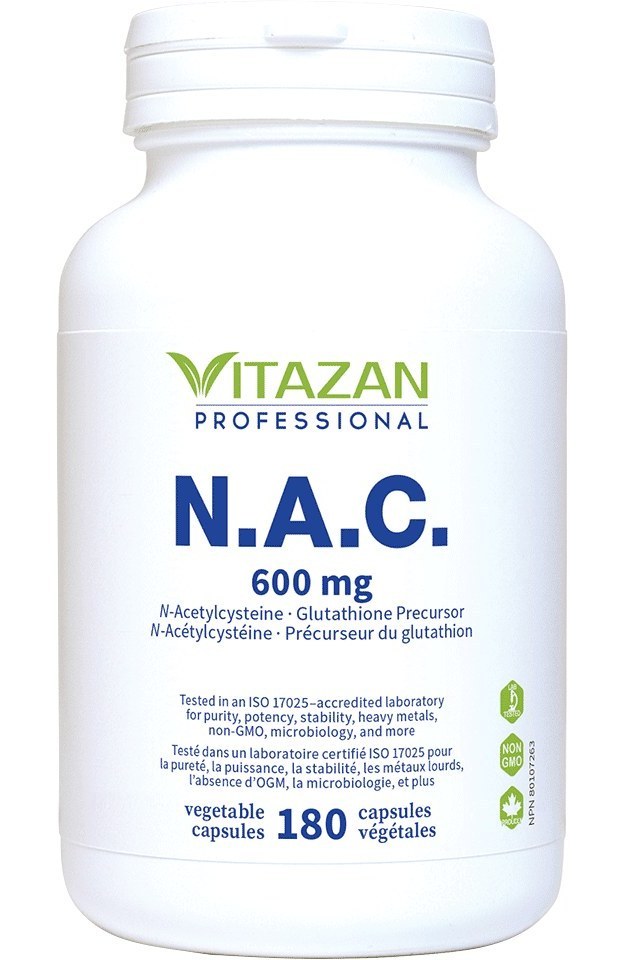 VITAZAN
PROFESSIONAL
N.A.C.
600 mg
N-Acetylcysteine · Glutathione Precursor
N-Acétylcystéine · Précurseur du glutathion
Tested in an ISO 17025–accredited laboratory
for purity, potency, stability, heavy metals,
non-GMO, microbiology, and more
Testé dans un laboratoire certifié ISO 17025 pour
la pureté, la puissance, la stabilité, les métaux lourds,
l’absence d’OGM, la microbiologie, et plus
vegetable
capsules
180
capsules
végétales
LAB
TESTED
NON
GMO
NPN 80107263